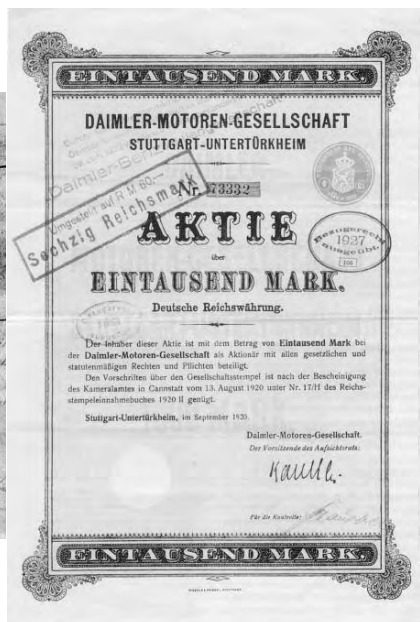 EINTAUSEND MARK.
DAIMLER-MOTOREN-GESELLSCHAFT
STUTTGART-UNTERTÜRKHEIM
Daimler-Benz
Nr. 73332
Umgestellt auf R.M. 60.—
Sechzig Reichsmark
AKTIE
Bezugsrecht
1927
ausgeübt.
über
EINTAUSEND MARK.
Deutsche Reichswährung.
Der Inhaber dieser Aktie ist mit dem Betrag von Eintausend Mark bei
der Daimler-Motoren-Gesellschaft als Aktionär mit allen gesetzlichen und
statutenmäßigen Rechten und Pflichten beteiligt.
Den Vorschriften über den Gesellschaftsstempel ist nach der Bescheinigung
des Kameralamtes in Cannstatt vom 13. August 1920 unter Nr. 17/II des Reichs-
stempeleinnahmebuches 1920 II genügt.
Stuttgart-Untertürkheim, im September 1920.
Daimler-Motoren-Gesellschaft.
Der Vorsitzende des Aufsichtsrats:
Für die Kontrolle:
EINTAUSEND MARK.